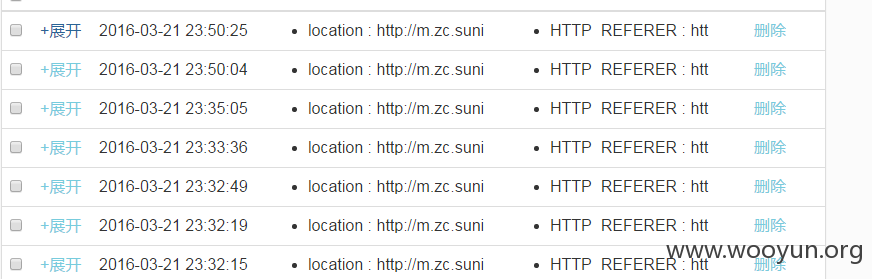 +展开 2016-03-21 23:50:25 • location : http://m.zc.suni • HTTP REFERER : htt 删除
+展开 2016-03-21 23:50:04 • location : http://m.zc.suni • HTTP REFERER : htt 删除
+展开 2016-03-21 23:35:05 • location : http://m.zc.suni • HTTP REFERER : htt 删除
+展开 2016-03-21 23:33:36 • location : http://m.zc.suni • HTTP REFERER : htt 删除
+展开 2016-03-21 23:32:49 • location : http://m.zc.suni • HTTP REFERER : htt 删除
+展开 2016-03-21 23:32:19 • location : http://m.zc.suni • HTTP REFERER : htt 删除
+展开 2016-03-21 23:32:15 • location : http://m.zc.suni • HTTP REFERER : htt 删除
www.wooyun.org